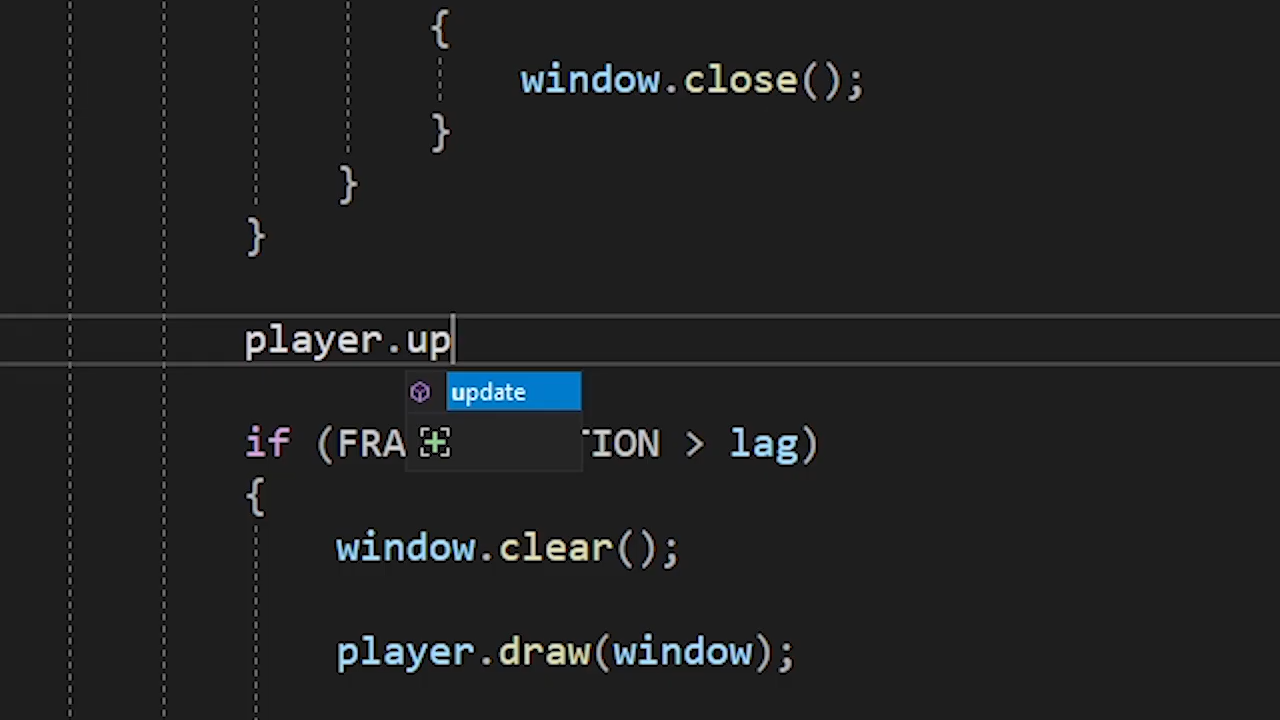 {
window.close();
}
}
}
player.up
update
if (FRA TION > lag)
{
window.clear();
player.draw(window);